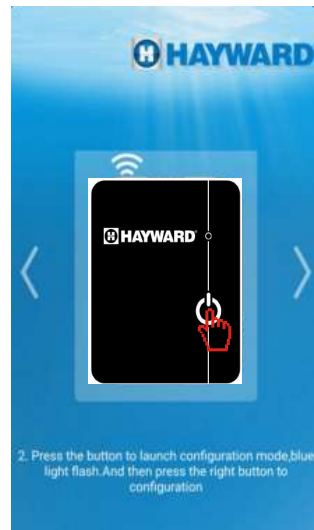 HAYWARD
HAYWARD
2. Press the button to launch configuration mode,blue
light flash.And then press the right button to
configuration